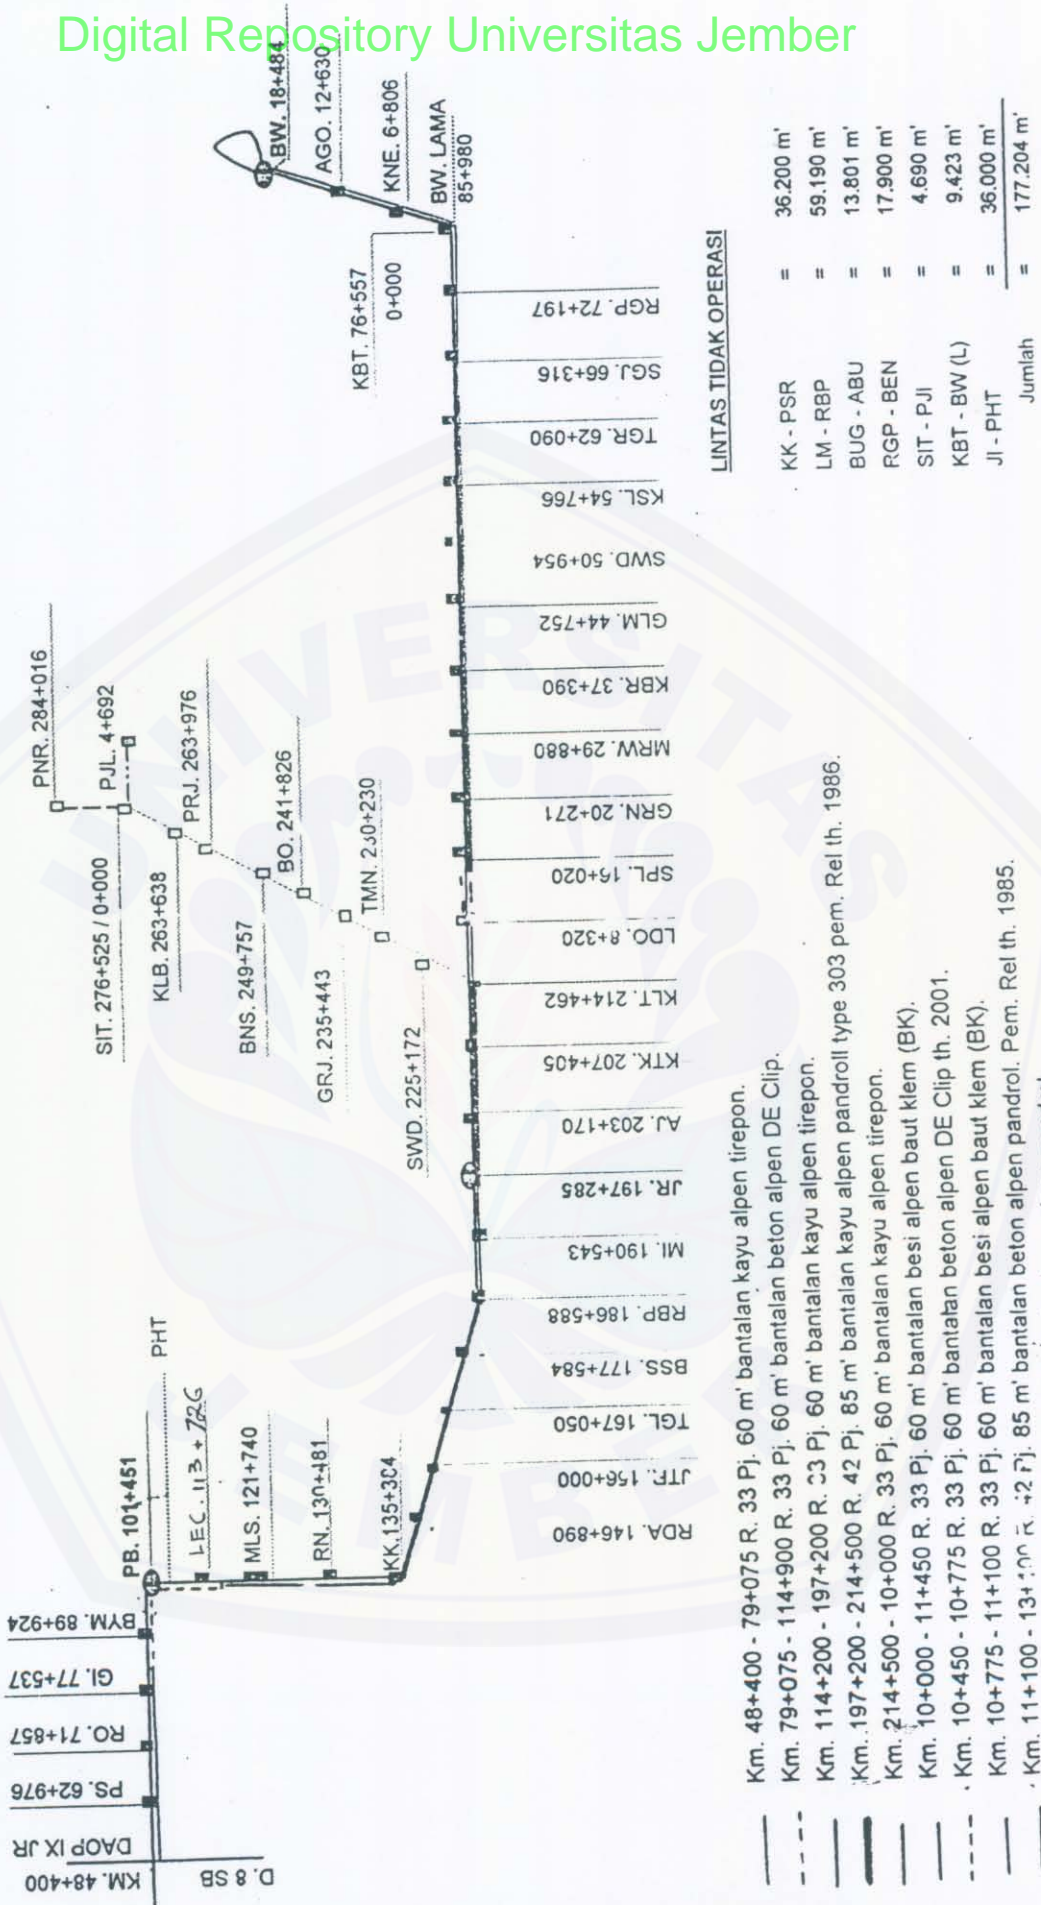 Digital Repository Universitas Jember
KM. 48+400
DAOP IX JR
D. 8 SB
PS. 62+976
RO. 71+857
GI. 77+537
BYM. 89+924
PB. 101+451
PHT
LEC. 113+726
MLS. 121+740
RN. 130+481
KK. 135+304
RDA. 146+890
JTR. 156+000
TGL. 167+050
BSS. 177+584
RBP. 186+588
MI. 190+543
JR. 197+285
AJ. 203+170
KTK. 207+405
KLT. 214+462
LDO. 8+320
SPL. 16+020
GRN. 20+271
MRW. 29+880
KBR. 37+390
GLM. 44+752
SWD. 50+954
KSL. 54+766
TGR. 62+090
SGJ. 66+316
RGP. 72+197
SWD. 225+172
TMN. 230+230
GRJ. 235+443
BO. 241+826
BNS. 249+757
PRJ. 263+976
KLB. 263+638
SIT. 276+525 / 0+000
PJL. 4+692
PNR. 284+016
KBT. 76+557
0+000
BW. LAMA
85+980
KNE. 6+806
AGO. 12+630
BW. 18+484
LINTAS TIDAK OPERASI
KK - PSR = 36.200 m'
LM - RBP = 59.190 m'
BUG - ABU = 13.801 m'
RGP - BEN = 17.900 m'
SIT - PJI = 4.690 m'
KBT - BW (L) = 9.423 m'
JI - PHT = 36.000 m'
Jumlah = 177.204 m'
Km. 48+400 - 79+075 R. 33 Pj. 60 m' bantalan kayu alpen tirepon.
Km. 79+075 - 114+900 R. 33 Pj. 60 m' bantalan beton alpen DE Clip.
Km. 114+200 - 197+200 R. 33 Pj. 60 m' bantalan kayu alpen tirepon.
Km. 197+200 - 214+500 R. 42 Pj. 85 m' bantalan kayu alpen pandroll type 303 pem. Rel th. 1986.
Km. 214+500 - 10+000 R. 33 Pj. 60 m' bantalan kayu alpen tirepon.
Km. 10+000 - 11+450 R. 33 Pj. 60 m' bantalan besi alpen baut klem (BK).
Km. 10+450 - 10+775 R. 33 Pj. 60 m' bantalan beton alpen DE Clip th. 2001.
Km. 10+775 - 11+100 R. 33 Pj. 60 m' bantalan besi alpen baut klem (BK).
Km. 11+100 - R. 42 Pj. 85 m' bantalan beton alpen pandrol. Pem. Rel th. 1985.